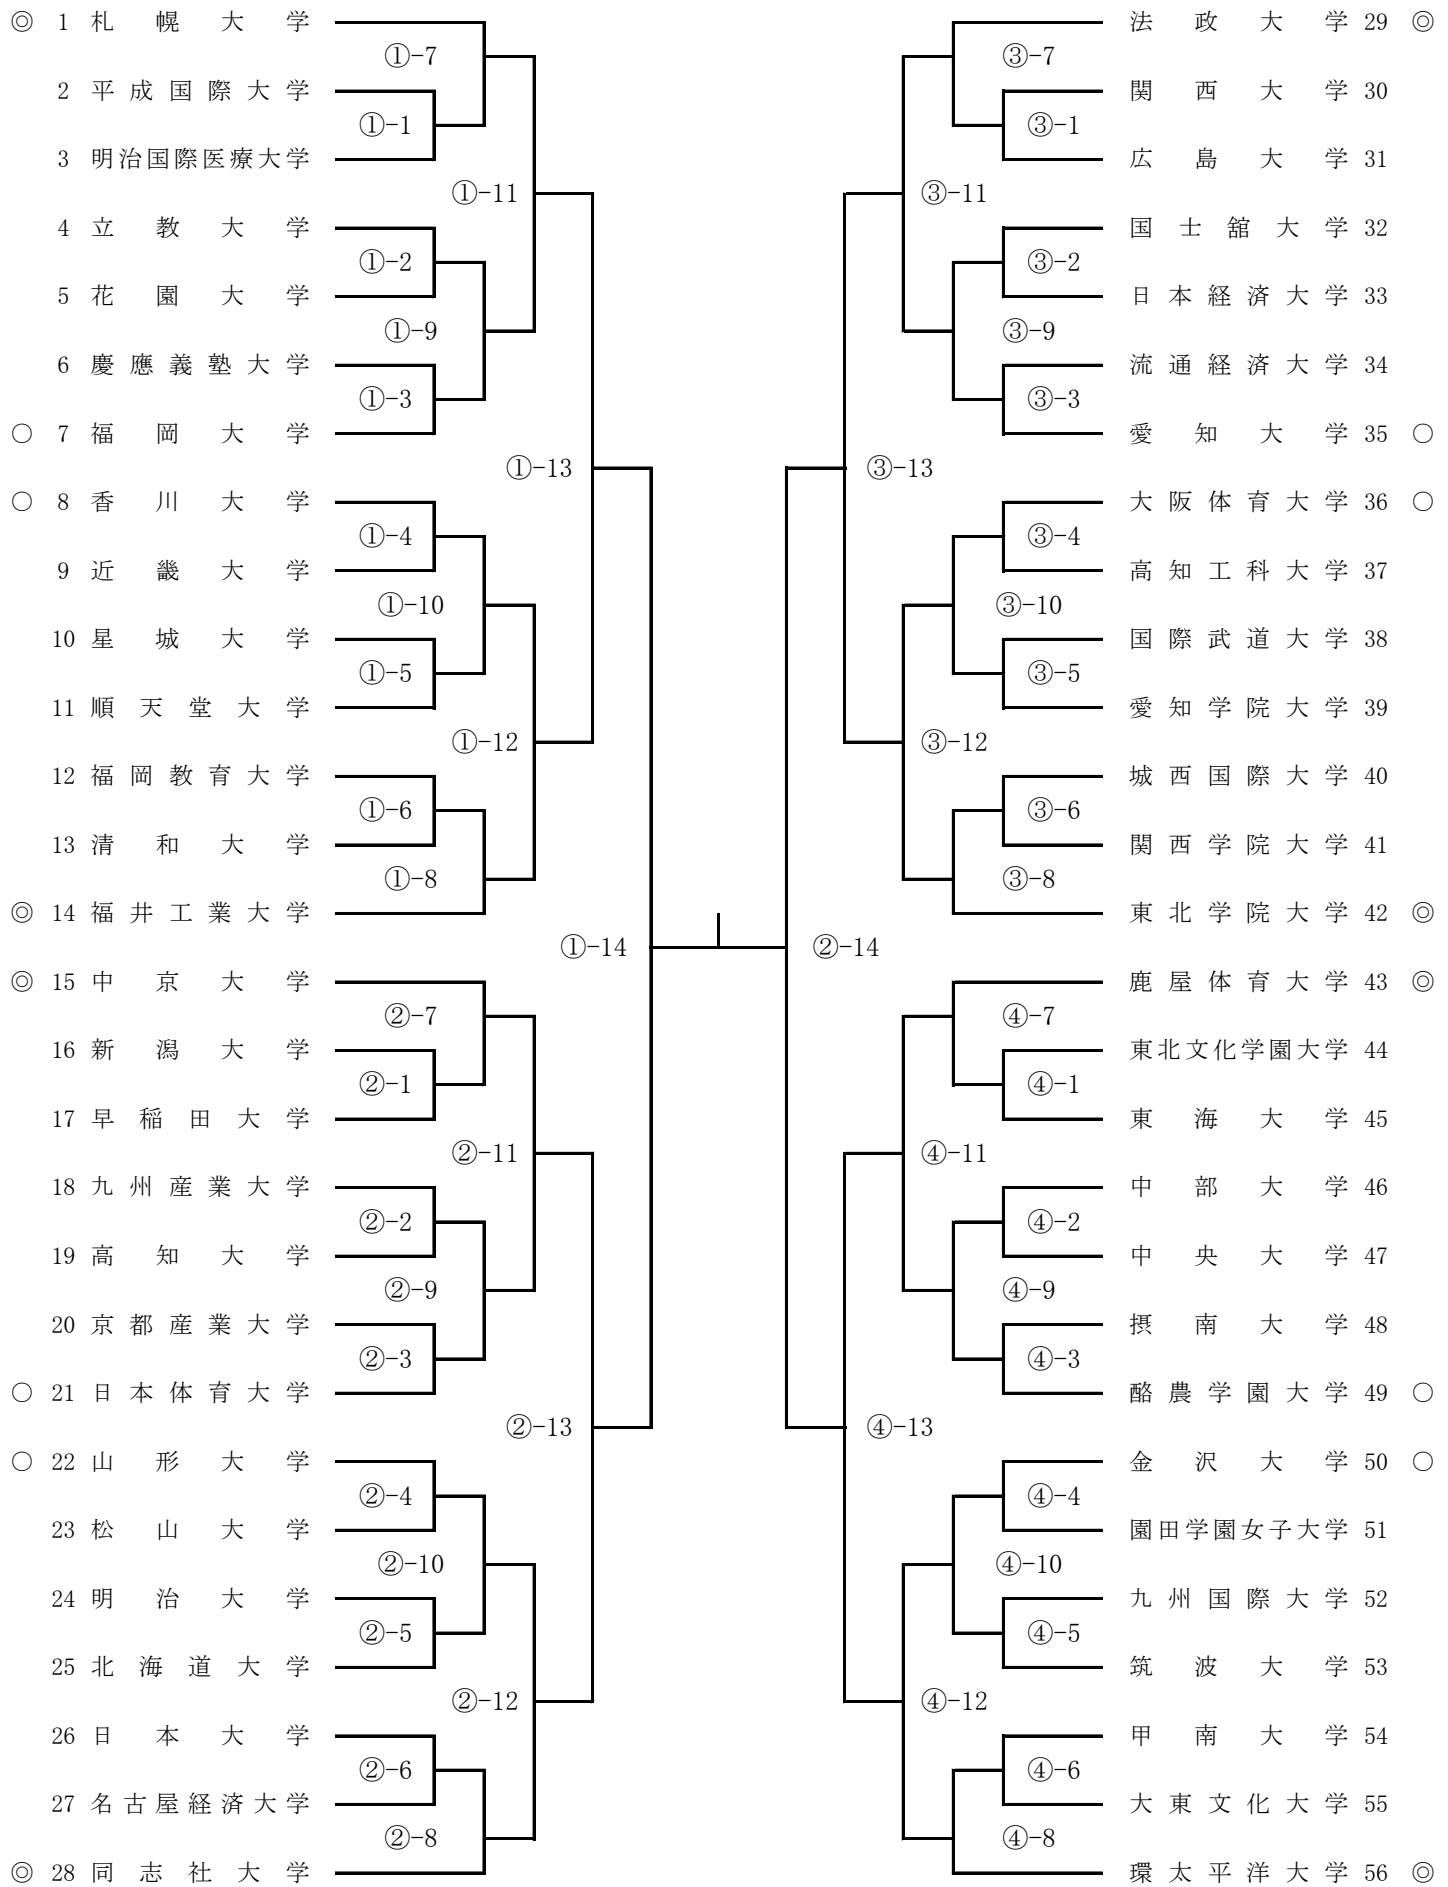 ◎ 1 札幌大学 法政大学 29 ◎
①-7 ③-7
2 平成国際大学 関西大学 30
①-1 ③-1
3 明治国際医療大学 広島大学 31
①-11 ③-11
4 立教大学 国士舘大学 32
①-2 ③-2
5 花園大学 日本経済大学 33
①-9 ③-9
6 慶應義塾大学 流通経済大学 34
①-3 ③-3
○ 7 福岡大学 愛知大学 35 ○
①-13 ③-13
○ 8 香川大学 大阪体育大学 36 ○
①-4 ③-4
9 近畿大学 高知工科大学 37
①-10 ③-10
10 星城大学 国際武道大学 38
①-5 ③-5
11 順天堂大学 愛知学院大学 39
①-12 ③-12
12 福岡教育大学 城西国際大学 40
①-6 ③-6
13 清和大学 関西学院大学 41
①-8 ③-8
◎ 14 福井工業大学 東北学院大学 42 ◎
①-14 ②-14
◎ 15 中京大学 鹿屋体育大学 43 ◎
②-7 ④-7
16 新潟大学 東北文化学園大学 44
②-1 ④-1
17 早稲田大学 東海大学 45
②-11 ④-11
18 九州産業大学 中部大学 46
②-2 ④-2
19 高知大学 中央大学 47
②-9 ④-9
20 京都産業大学 摂南大学 48
②-3 ④-3
○ 21 日本体育大学 酪農学園大学 49 ○
②-13 ④-13
○ 22 山形大学 金沢大学 50 ○
②-4 ④-4
23 松山大学 園田学園女子大学 51
②-10 ④-10
24 明治大学 九州国際大学 52
②-5 ④-5
25 北海道大学 筑波大学 53
②-12 ④-12
26 日本大学 甲南大学 54
②-6 ④-6
27 名古屋経済大学 大東文化大学 55
②-8 ④-8
◎ 28 同志社大学 環太平洋大学 56 ◎